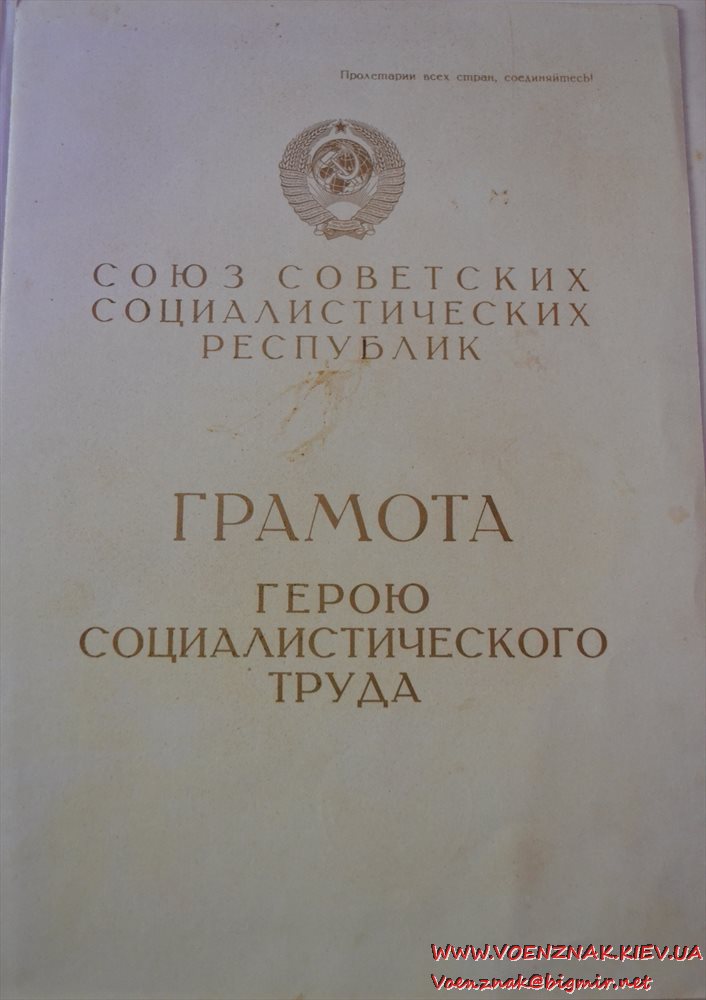 Пролетарии всех стран, соединяйтесь!
СОЮЗ СОВЕТСКИХ
СОЦИАЛИСТИЧЕСКИХ
РЕСПУБЛИК
ГРАМОТА
ГЕРОЮ
СОЦИАЛИСТИЧЕСКОГО
ТРУДА
WWW.VOENZNAK.KIEV.UA
Voenznak@bigmir.net